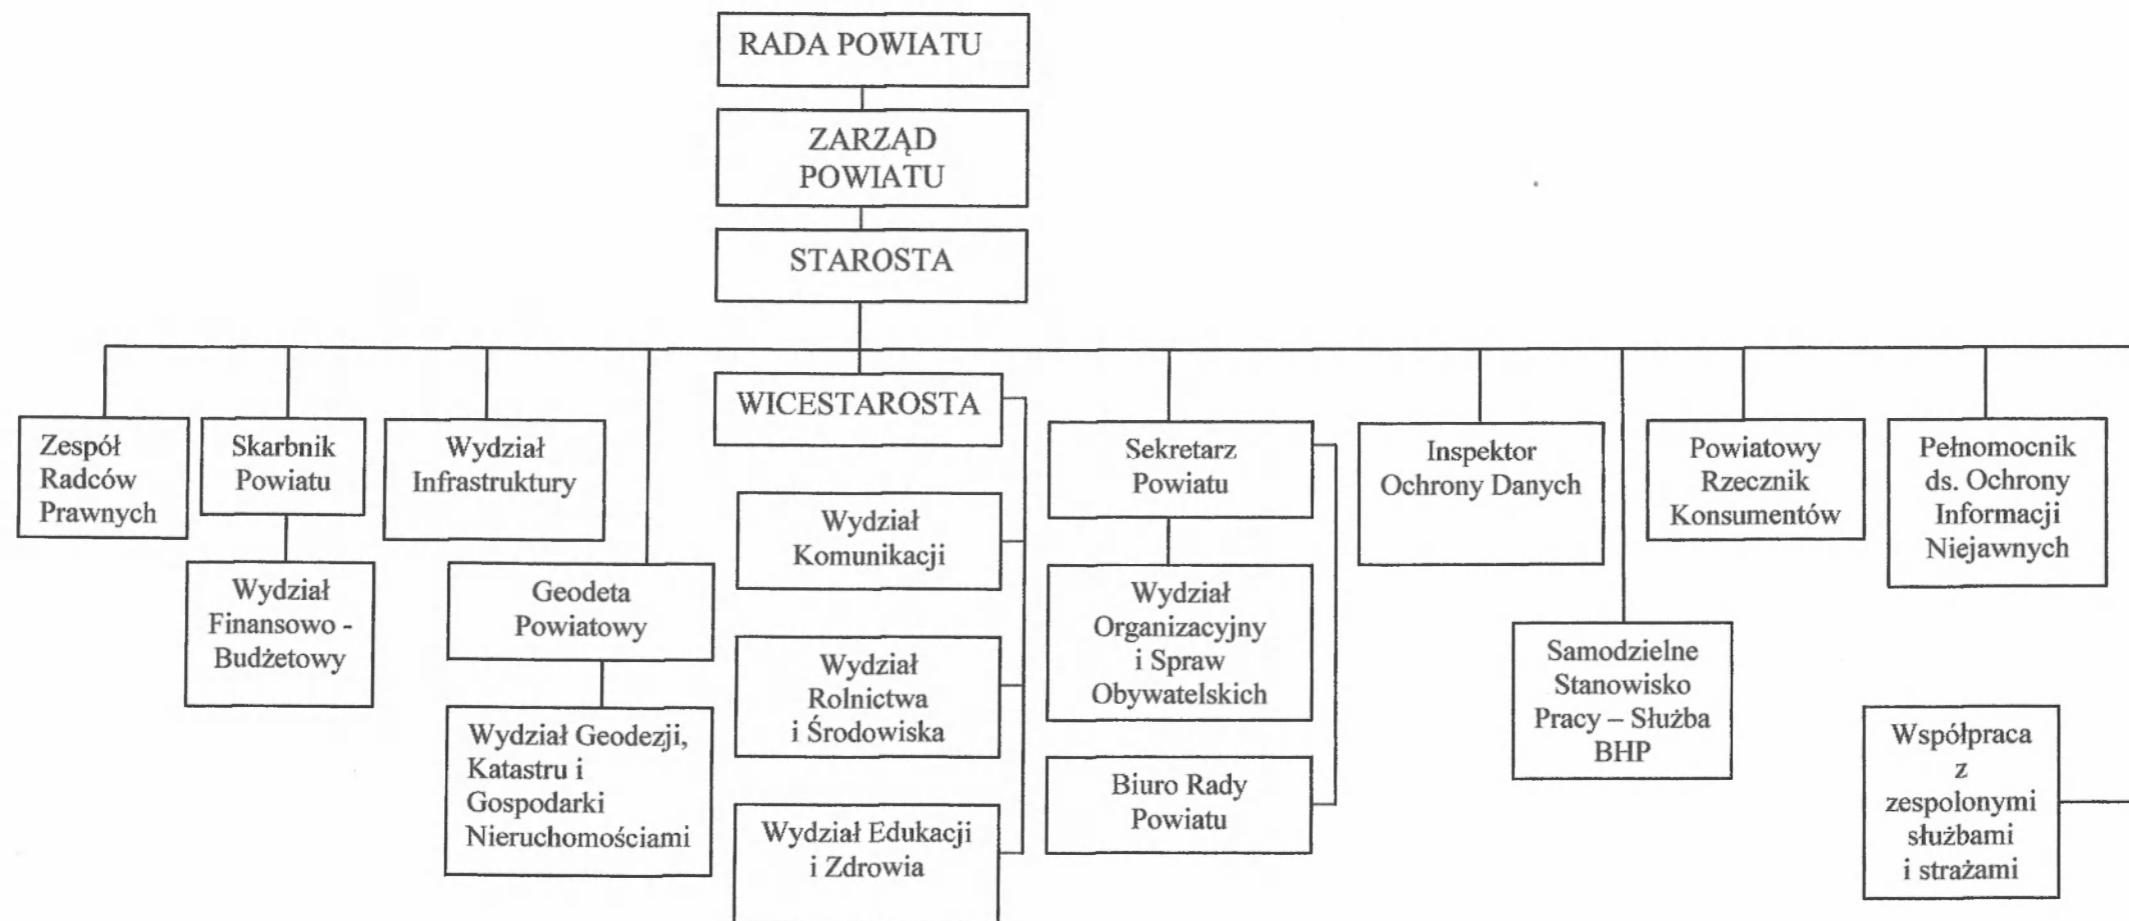 RADA POWIATU
ZARZĄD
POWIATU
STAROSTA
WICESTAROSTA
Zespół
Radców
Prawnych
Skarbnik
Powiatu
Wydział
Infrastruktury
Sekretarz
Powiatu
Inspektor
Ochrony Danych
Powiatowy
Rzecznik
Konsumentów
Pełnomocnik
ds. Ochrony
Informacji
Niejawnych
Wydział
Komunikacji
Wydział
Finansowo -
Budżetowy
Geodeta
Powiatowy
Wydział
Organizacyjny
i Spraw
Obywatelskich
Wydział
Rolnictwa
i Środowiska
Samodzielne
Stanowisko
Pracy – Służba
BHP
Wydział Geodezji,
Katastru i
Gospodarki
Nieruchomościami
Współpraca
z
zespolonymi
służbami
i strażami
Biuro Rady
Powiatu
Wydział Edukacji
i Zdrowia